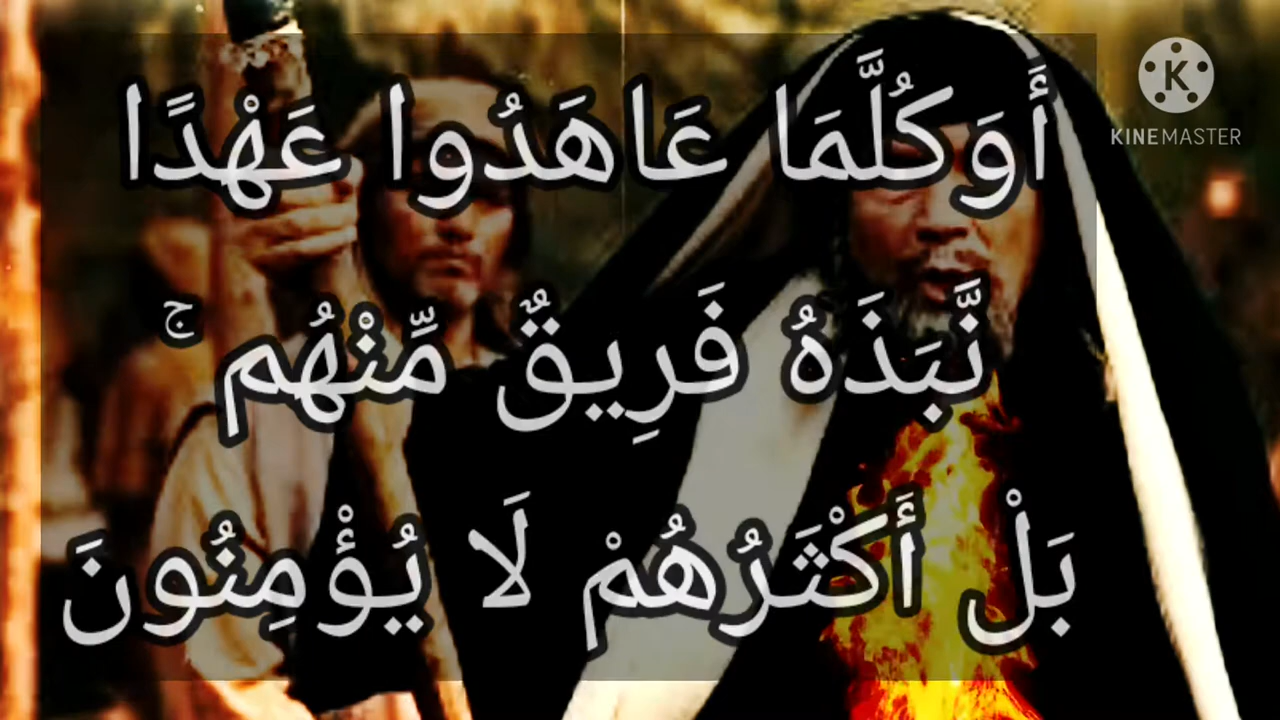 أَوَكُلَّمَا عَاهَدُوا عَهْدًا
نَّبَذَهُ فَرِيقٌ مِّنْهُم ۚ
بَلْ أَكْثَرُهُمْ لَا يُؤْمِنُونَ
K
KINEMASTER